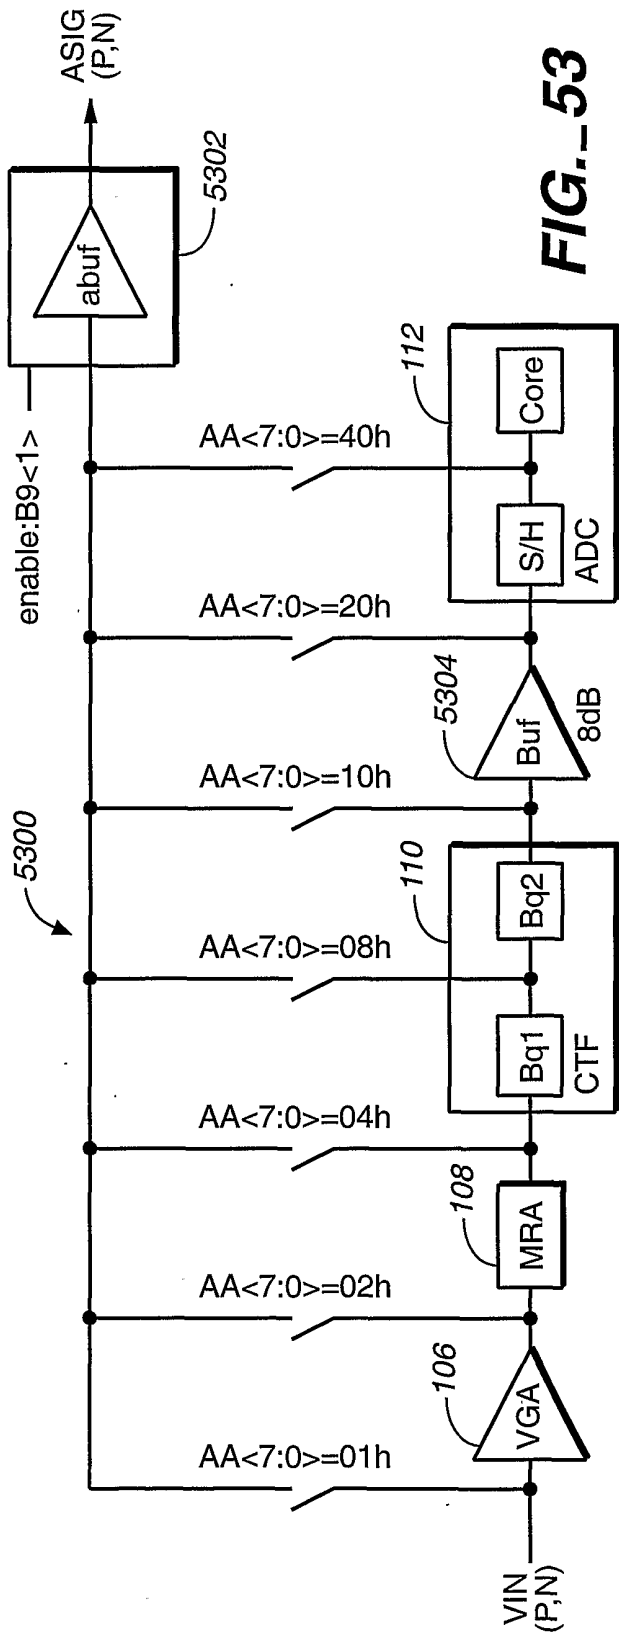 ASIG
(P,N)
5302
abuf
enable:B9<1>
5300
AA<7:0>=01h
AA<7:0>=02h
AA<7:0>=04h
AA<7:0>=08h
AA<7:0>=10h
AA<7:0>=20h
AA<7:0>=40h
106
108
110
5304
112
VIN
(P,N)
VGA
MRA
Bq1
Bq2
CTF
Buf
8dB
S/H
Core
ADC
FIG._53